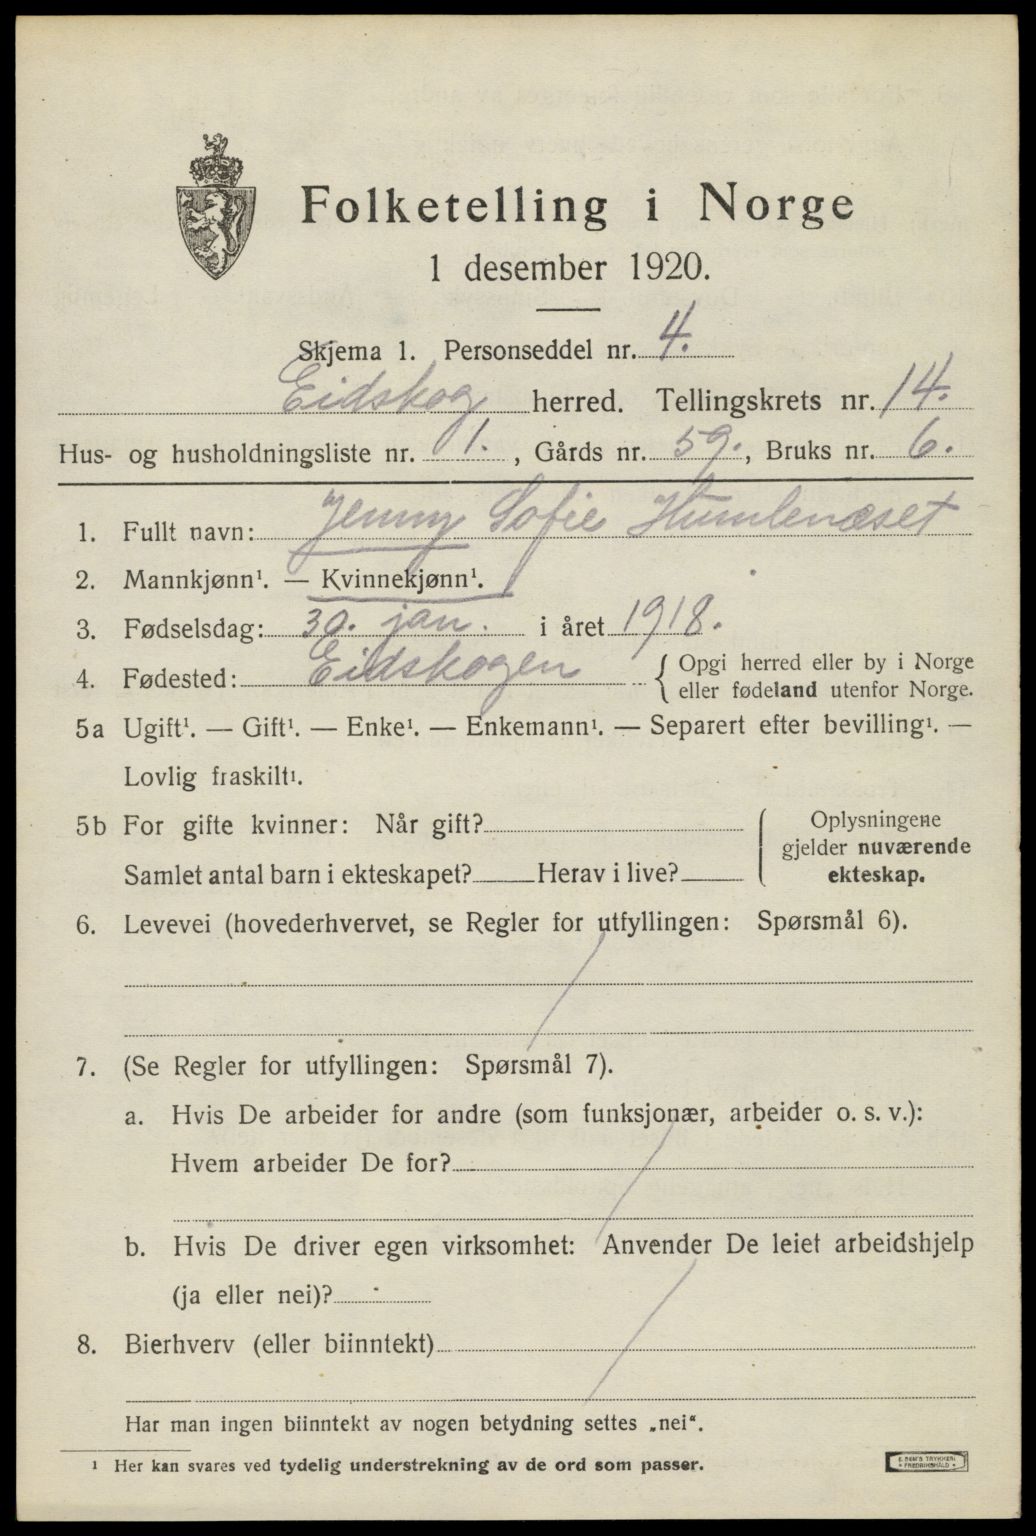 Folketelling i Norge
1 desember 1920.
Skjema 1. Personseddel nr. 4.
Eidskog herred. Tellingskrets nr. 14.
Hus- og husholdningsliste nr. 1. , Gårds nr. 59. , Bruks nr. 6.
1. Fullt navn: Jenny Sofie Humlenæset
2. Mannkjønn¹. — Kvinnekjønn¹.
3. Fødselsdag: 30. jan. i året 1918.
4. Fødested: Eidskogen { Opgi herred eller by i Norge
eller fødeland utenfor Norge.
5a Ugift¹. — Gift¹. — Enke¹. — Enkemann¹. — Separert efter bevilling¹. —
Lovlig fraskilt¹.
5b For gifte kvinner: Når gift?
Samlet antal barn i ekteskapet? Herav i live?
Oplysningene
gjelder nuværende
ekteskap.
6. Levevei (hovederhvervet, se Regler for utfyllingen: Spørsmål 6).
7. (Se Regler for utfyllingen: Spørsmål 7).
a. Hvis De arbeider for andre (som funksjonær, arbeider o. s. v.):
Hvem arbeider De for?
b. Hvis De driver egen virksomhet: Anvender De leiet arbeidshjelp
(ja eller nei)?
8. Bierhverv (eller biinntekt)
Har man ingen biinntekt av nogen betydning settes „nei“.
¹ Her kan svares ved tydelig understrekning av de ord som passer.
E. SEM'S TRYKKERI
• FREDRIKSHALD •